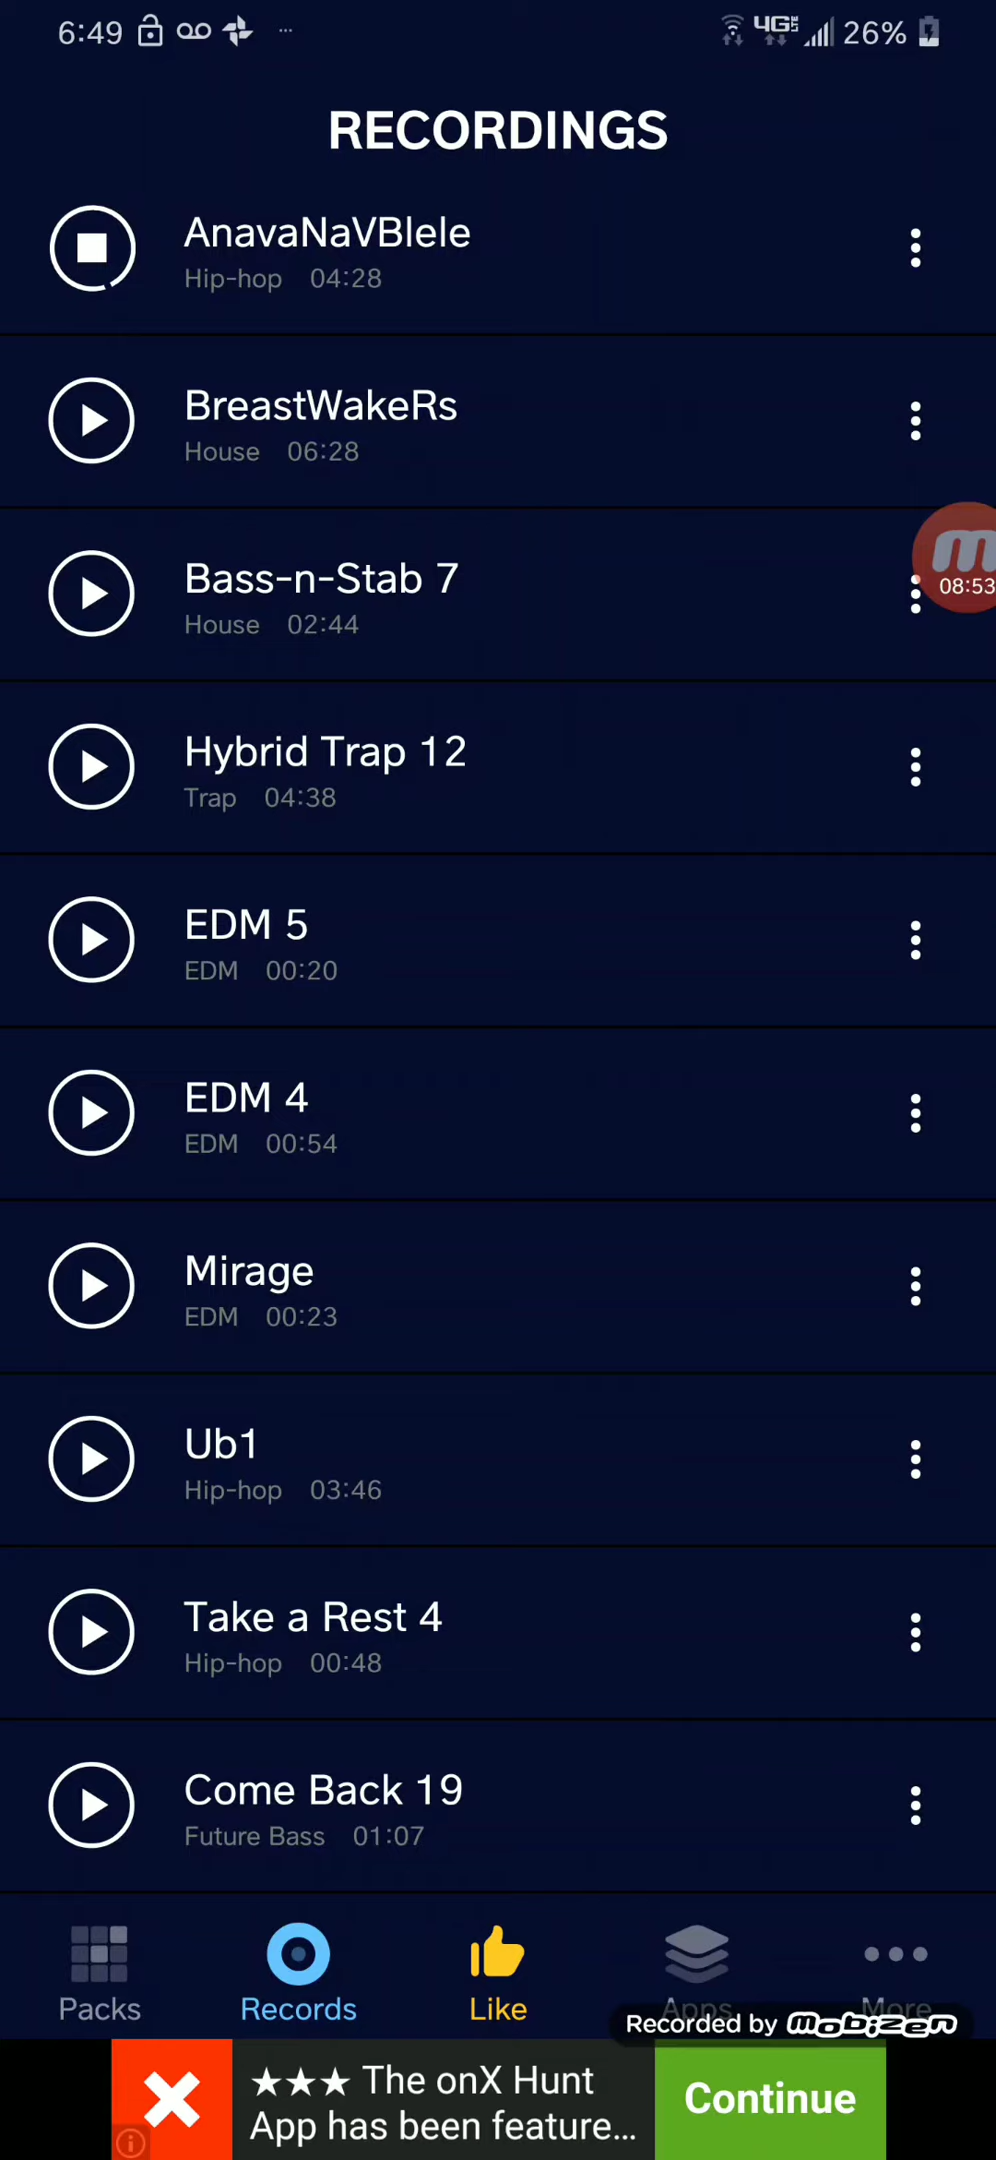 6:49 26%
RECORDINGS
AnavaNaVBlele
Hip-hop 04:28
BreastWakeRs
House 06:28
Bass-n-Stab 7
House 02:44
08:53
Hybrid Trap 12
Trap 04:38
EDM 5
EDM 00:20
EDM 4
EDM 00:54
Mirage
EDM 00:23
Ub1
Hip-hop 03:46
Take a Rest 4
Hip-hop 00:48
Come Back 19
Future Bass 01:07
Packs Records Like Apps More
Recorded by mobizen
★★★ The onX Hunt
App has been feature...
Continue